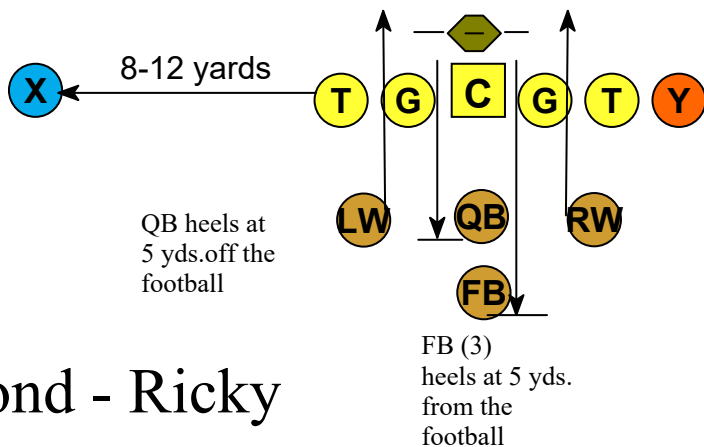 8-12 yards
X
T
G
C
G
T
Y
LW
QB
RW
QB heels at
5 yds.off the
football
FB
FB (3)
heels at 5 yds.
from the
football
ond - Ricky